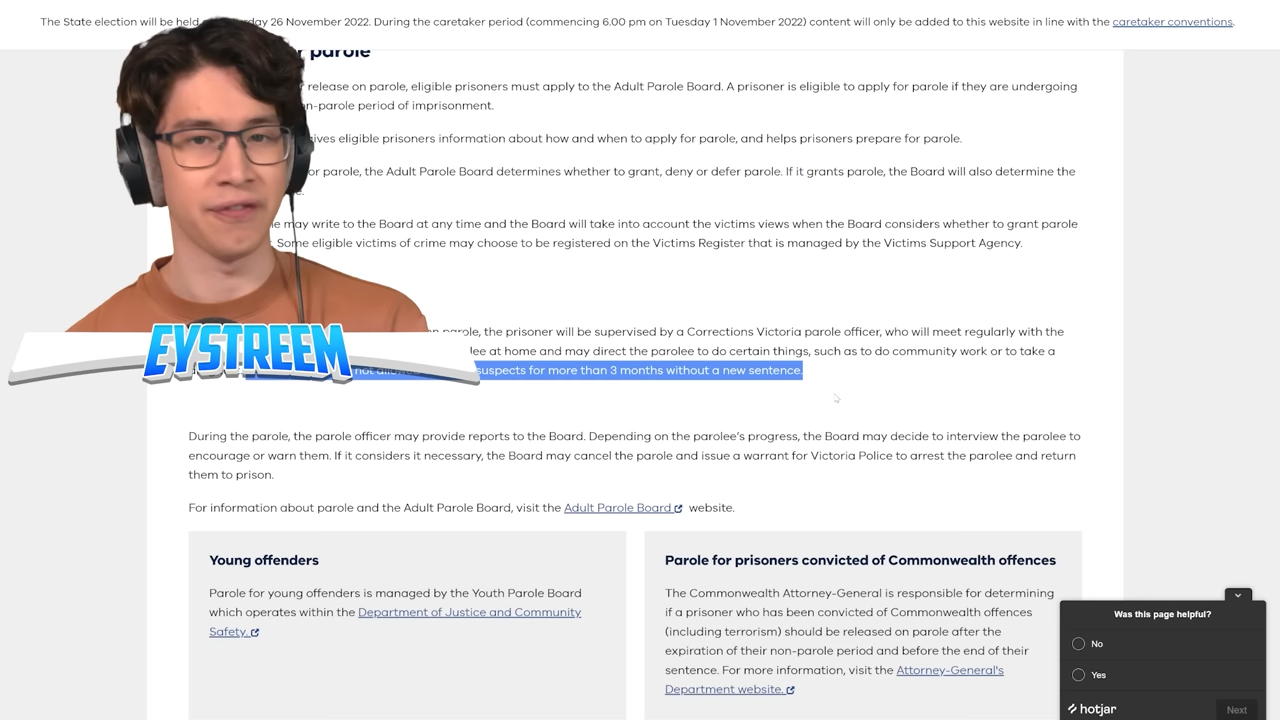 The State election will be held Saturday 26 November 2022. During the caretaker period (commencing 6.00 pm on Tuesday 1 November 2022) content will only be added to this website in line with the caretaker conventions.
parole
release on parole, eligible prisoners must apply to the Adult Parole Board. A prisoner is eligible to apply for parole if they are undergoing
period of imprisonment.
gives eligible prisoners information about how and when to apply for parole, and helps prisoners prepare for parole.
or parole, the Adult Parole Board determines whether to grant, deny or defer parole. If it grants parole, the Board will also determine the
may write to the Board at any time and the Board will take into account the victims views when the Board considers whether to grant parole
Some eligible victims of crime may choose to be registered on the Victims Register that is managed by the Victims Support Agency.
parole, the prisoner will be supervised by a Corrections Victoria parole officer, who will meet regularly with the
at home and may direct the parolee to do certain things, such as to do community work or to take a
not suspects for more than 3 months without a new sentence.
EYSTREEM
During the parole, the parole officer may provide reports to the Board. Depending on the parolee's progress, the Board may decide to interview the parolee to
encourage or warn them. If it considers it necessary, the Board may cancel the parole and issue a warrant for Victoria Police to arrest the parolee and return
them to prison.
For information about parole and the Adult Parole Board, visit the Adult Parole Board website.
Young offenders
Parole for young offenders is managed by the Youth Parole Board
which operates within the Department of Justice and Community
Safety.
Parole for prisoners convicted of Commonwealth offences
The Commonwealth Attorney-General is responsible for determining
if a prisoner who has been convicted of Commonwealth offences
(including terrorism) should be released on parole after the
expiration of their non-parole period and before the end of their
sentence. For more information, visit the Attorney-General's
Department website.
Was this page helpful?
No
Yes
hotjar
Next